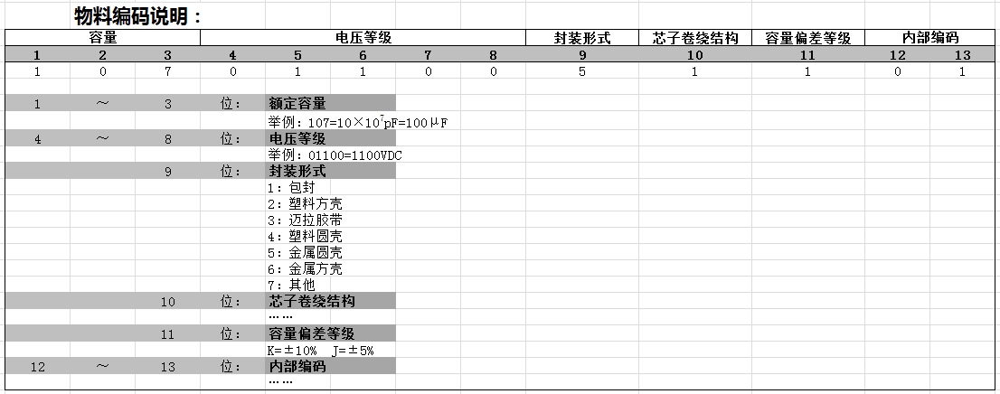 物料编码说明：
容量 电压等级 封装形式 芯子卷绕结构 容量偏差等级 内部编码
1 2 3 4 5 6 7 8 9 10 11 12 13
1 0 7 0 1 1 0 0 5 1 1 0 1
1 ～ 3 位： 额定容量
举例：107=10×10⁷pF=100μF
4 ～ 8 位： 电压等级
举例：01100=1100VDC
9 位： 封装形式
1：包封
2：塑料方壳
3：迈拉胶带
4：塑料圆壳
5：金属圆壳
6：金属方壳
7：其他
10 位： 芯子卷绕结构
……
11 位： 容量偏差等级
K=±10% J=±5%
12 ～ 13 位： 内部编码
……